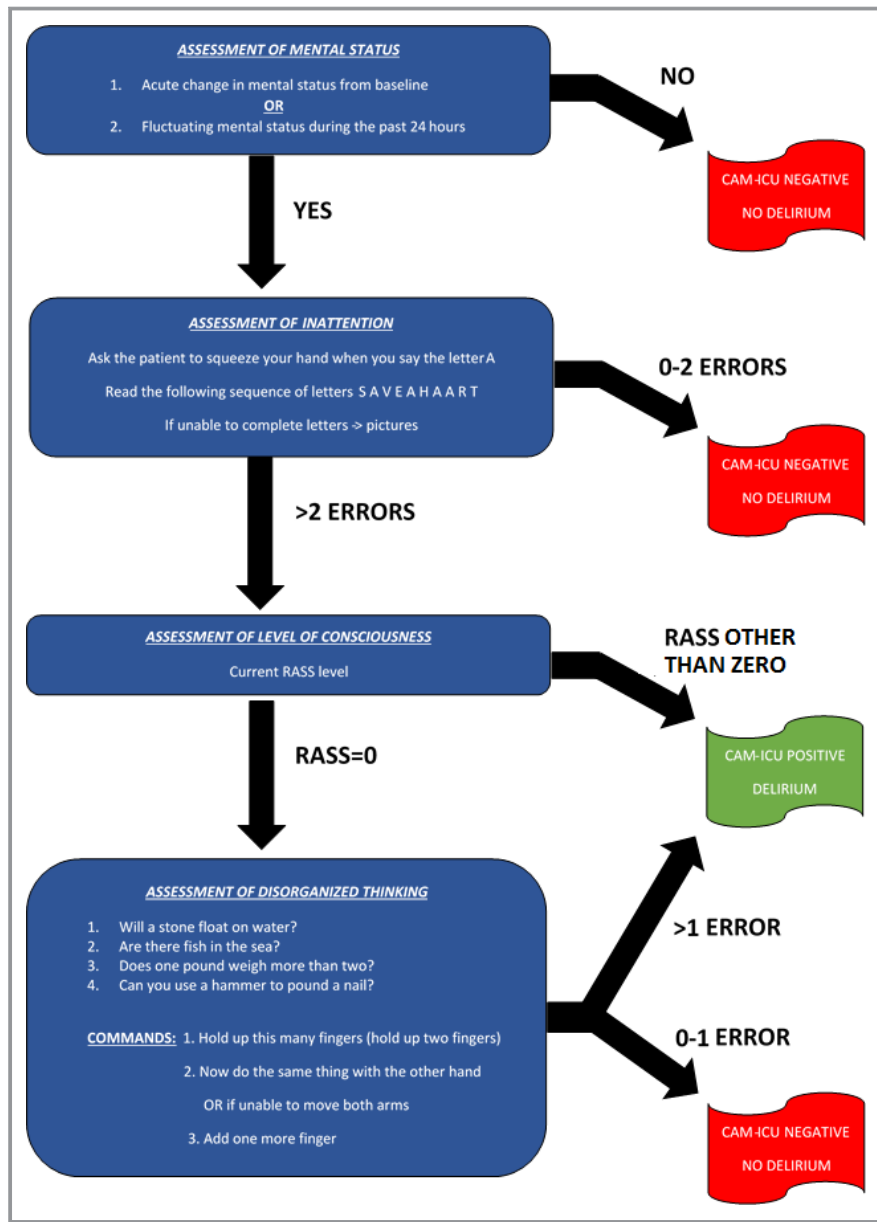 ASSESSMENT OF MENTAL STATUS
1. Acute change in mental status from baseline
OR
2. Fluctuating mental status during the past 24 hours
NO
CAM-ICU NEGATIVE
NO DELIRIUM
YES
ASSESSMENT OF INATTENTION
Ask the patient to squeeze your hand when you say the letter A
Read the following sequence of letters S A V E A H A A R T
If unable to complete letters -> pictures
0-2 ERRORS
CAM-ICU NEGATIVE
NO DELIRIUM
>2 ERRORS
ASSESSMENT OF LEVEL OF CONSCIOUSNESS
Current RASS level
RASS OTHER
THAN ZERO
CAM-ICU POSITIVE
DELIRIUM
RASS=0
ASSESSMENT OF DISORGANIZED THINKING
1. Will a stone float on water?
2. Are there fish in the sea?
3. Does one pound weigh more than two?
4. Can you use a hammer to pound a nail?
COMMANDS: 1. Hold up this many fingers (hold up two fingers)
2. Now do the same thing with the other hand
OR if unable to move both arms
3. Add one more finger
>1 ERROR
0-1 ERROR
CAM-ICU NEGATIVE
NO DELIRIUM